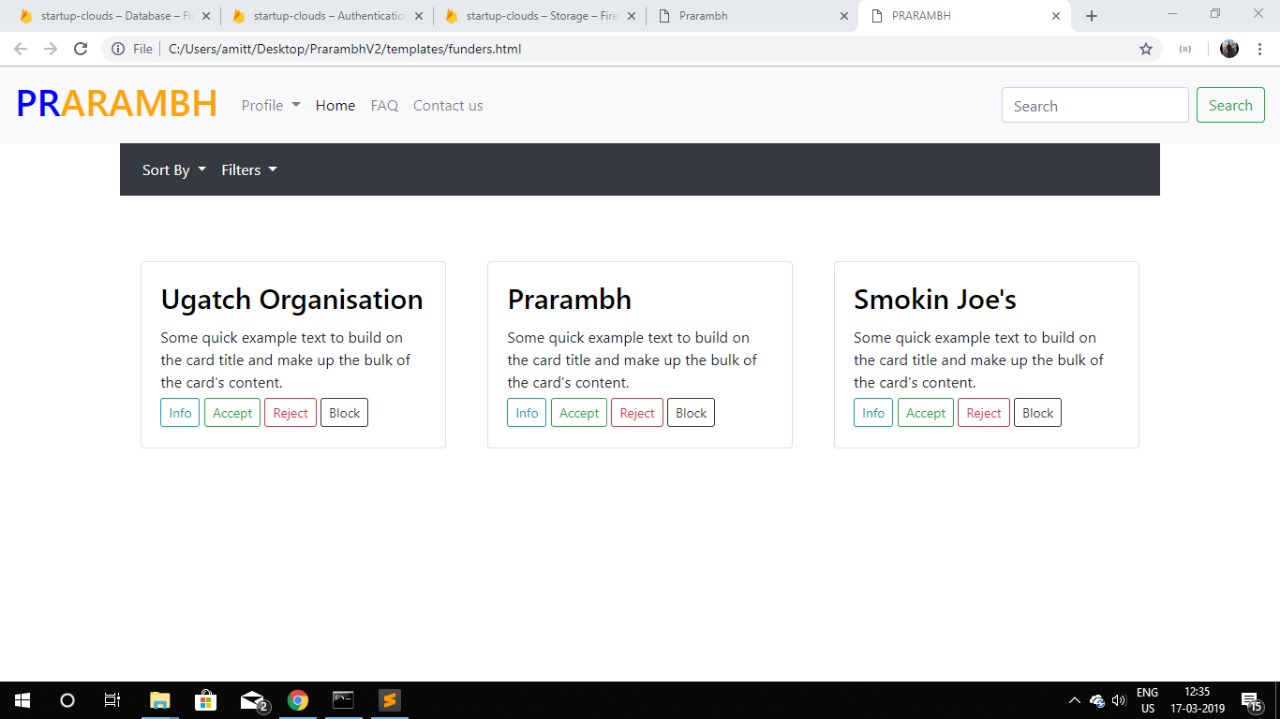 startup-clouds – Database – Fi
startup-clouds – Authenticatio
startup-clouds – Storage – Fire
Prarambh
PRARAMBH
File
C:/Users/amitt/Desktop/PrarambhV2/templates/funders.html
PRARAMBH
Profile
Home
FAQ
Contact us
Search
Search
Sort By
Filters
Ugatch Organisation
Some quick example text to build on
the card title and make up the bulk of
the card's content.
Info
Accept
Reject
Block
Prarambh
Some quick example text to build on
the card title and make up the bulk of
the card's content.
Info
Accept
Reject
Block
Smokin Joe's
Some quick example text to build on
the card title and make up the bulk of
the card's content.
Info
Accept
Reject
Block
2
ENG
US
12:35
17-03-2019
15